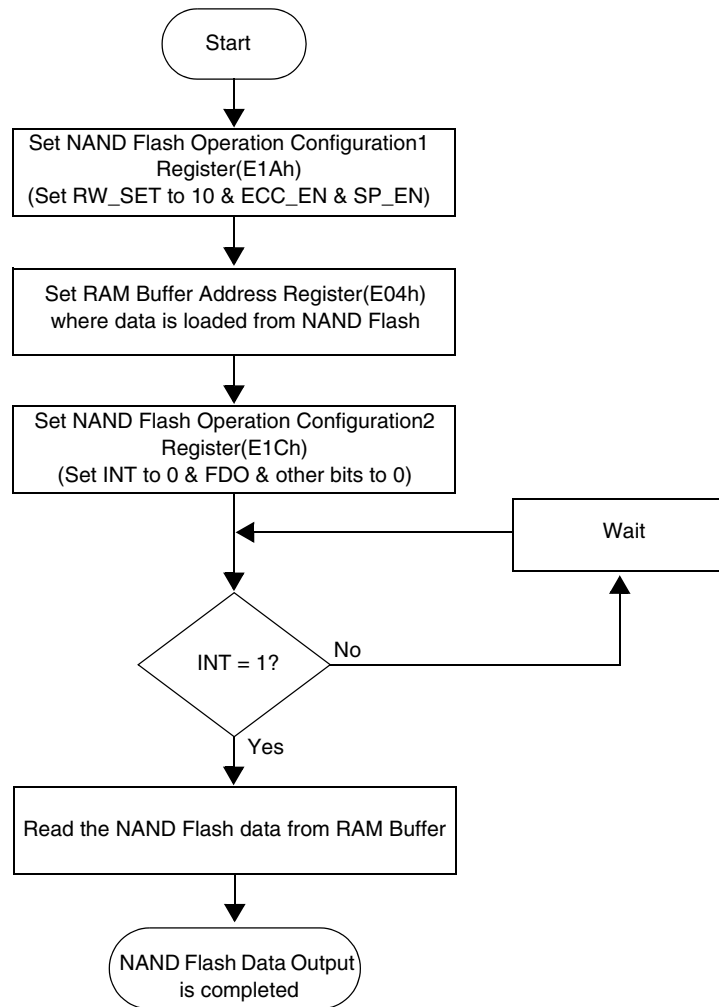 Start
Set NAND Flash Operation Configuration1
Register(E1Ah)
(Set RW_SET to 10 & ECC_EN & SP_EN)
Set RAM Buffer Address Register(E04h)
where data is loaded from NAND Flash
Set NAND Flash Operation Configuration2
Register(E1Ch)
(Set INT to 0 & FDO & other bits to 0)
Wait
INT = 1?
No
Yes
Read the NAND Flash data from RAM Buffer
NAND Flash Data Output
is completed